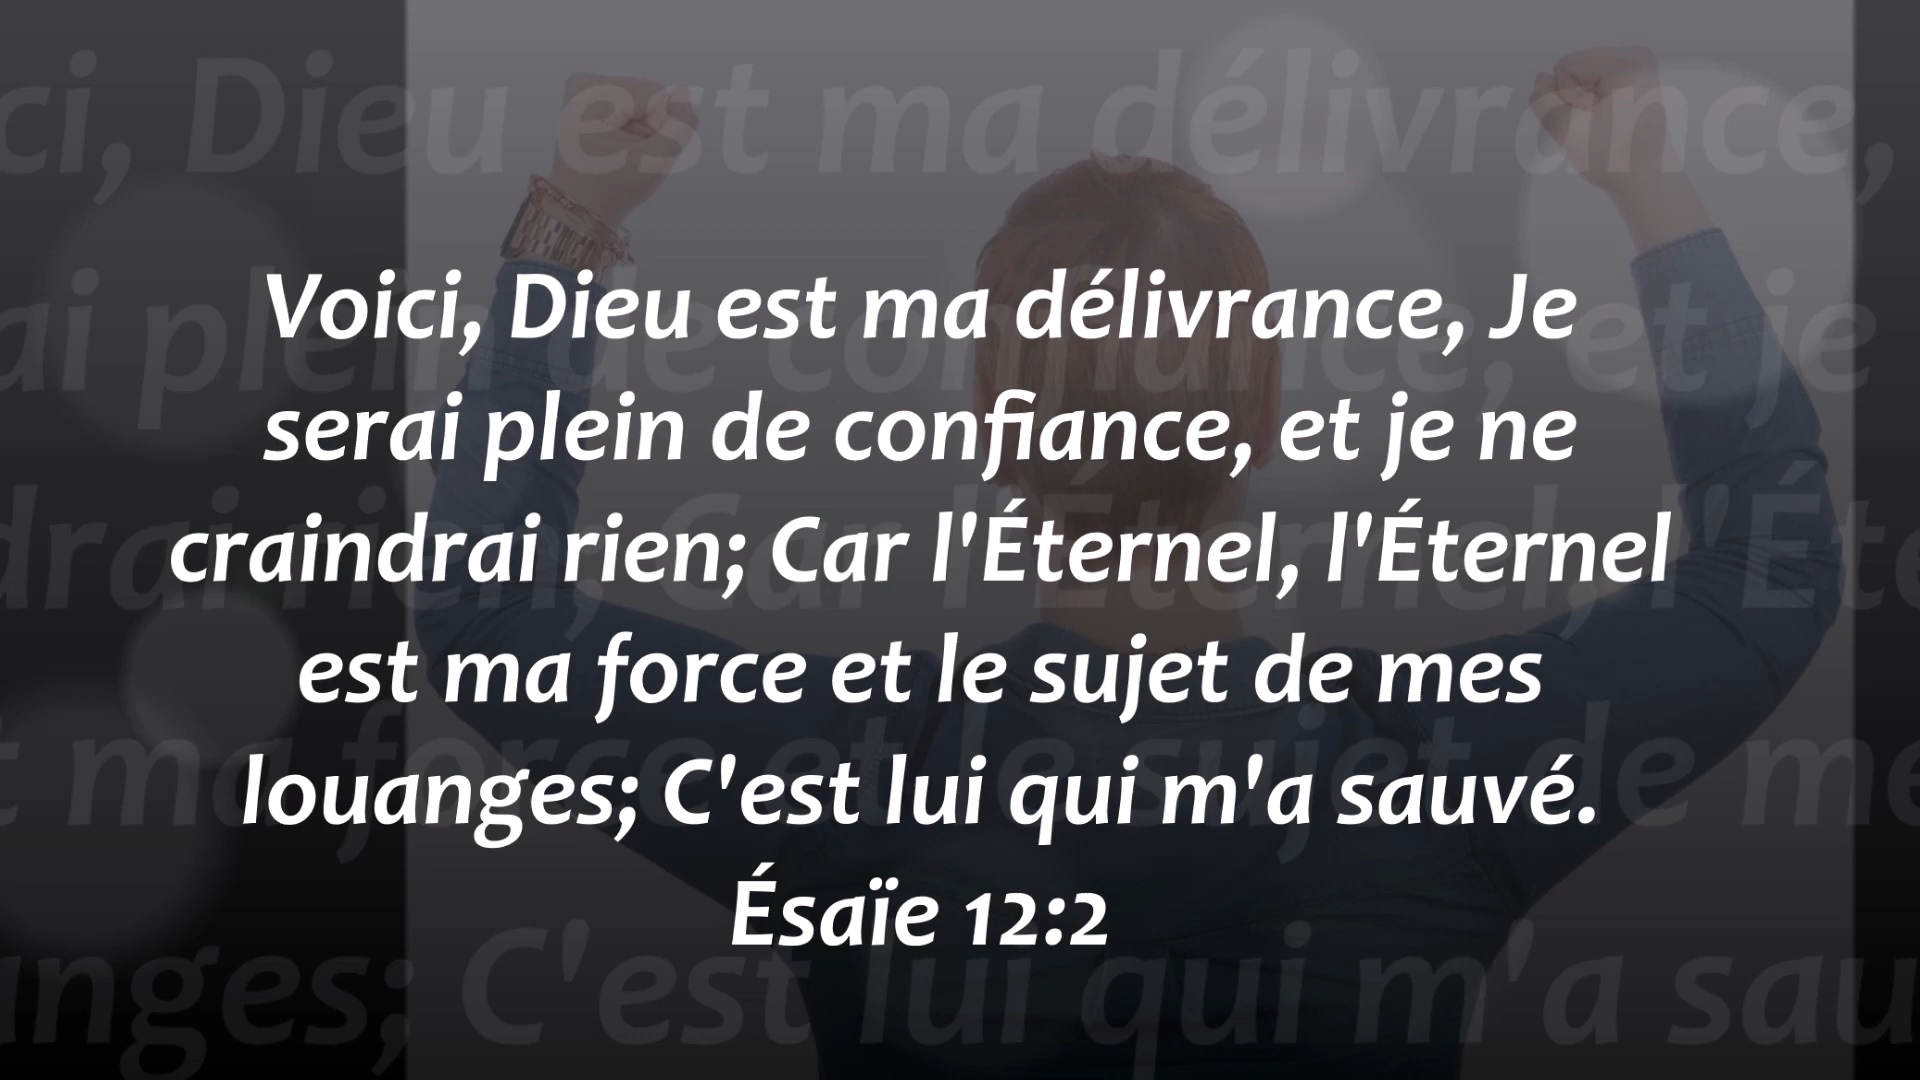 Voici, Dieu est ma délivrance, Je
serai plein de confiance, et je ne
craindrai rien; Car l'Éternel, l'Éternel
est ma force et le sujet de mes
louanges; C'est lui qui m'a sauvé.
Ésaïe 12:2